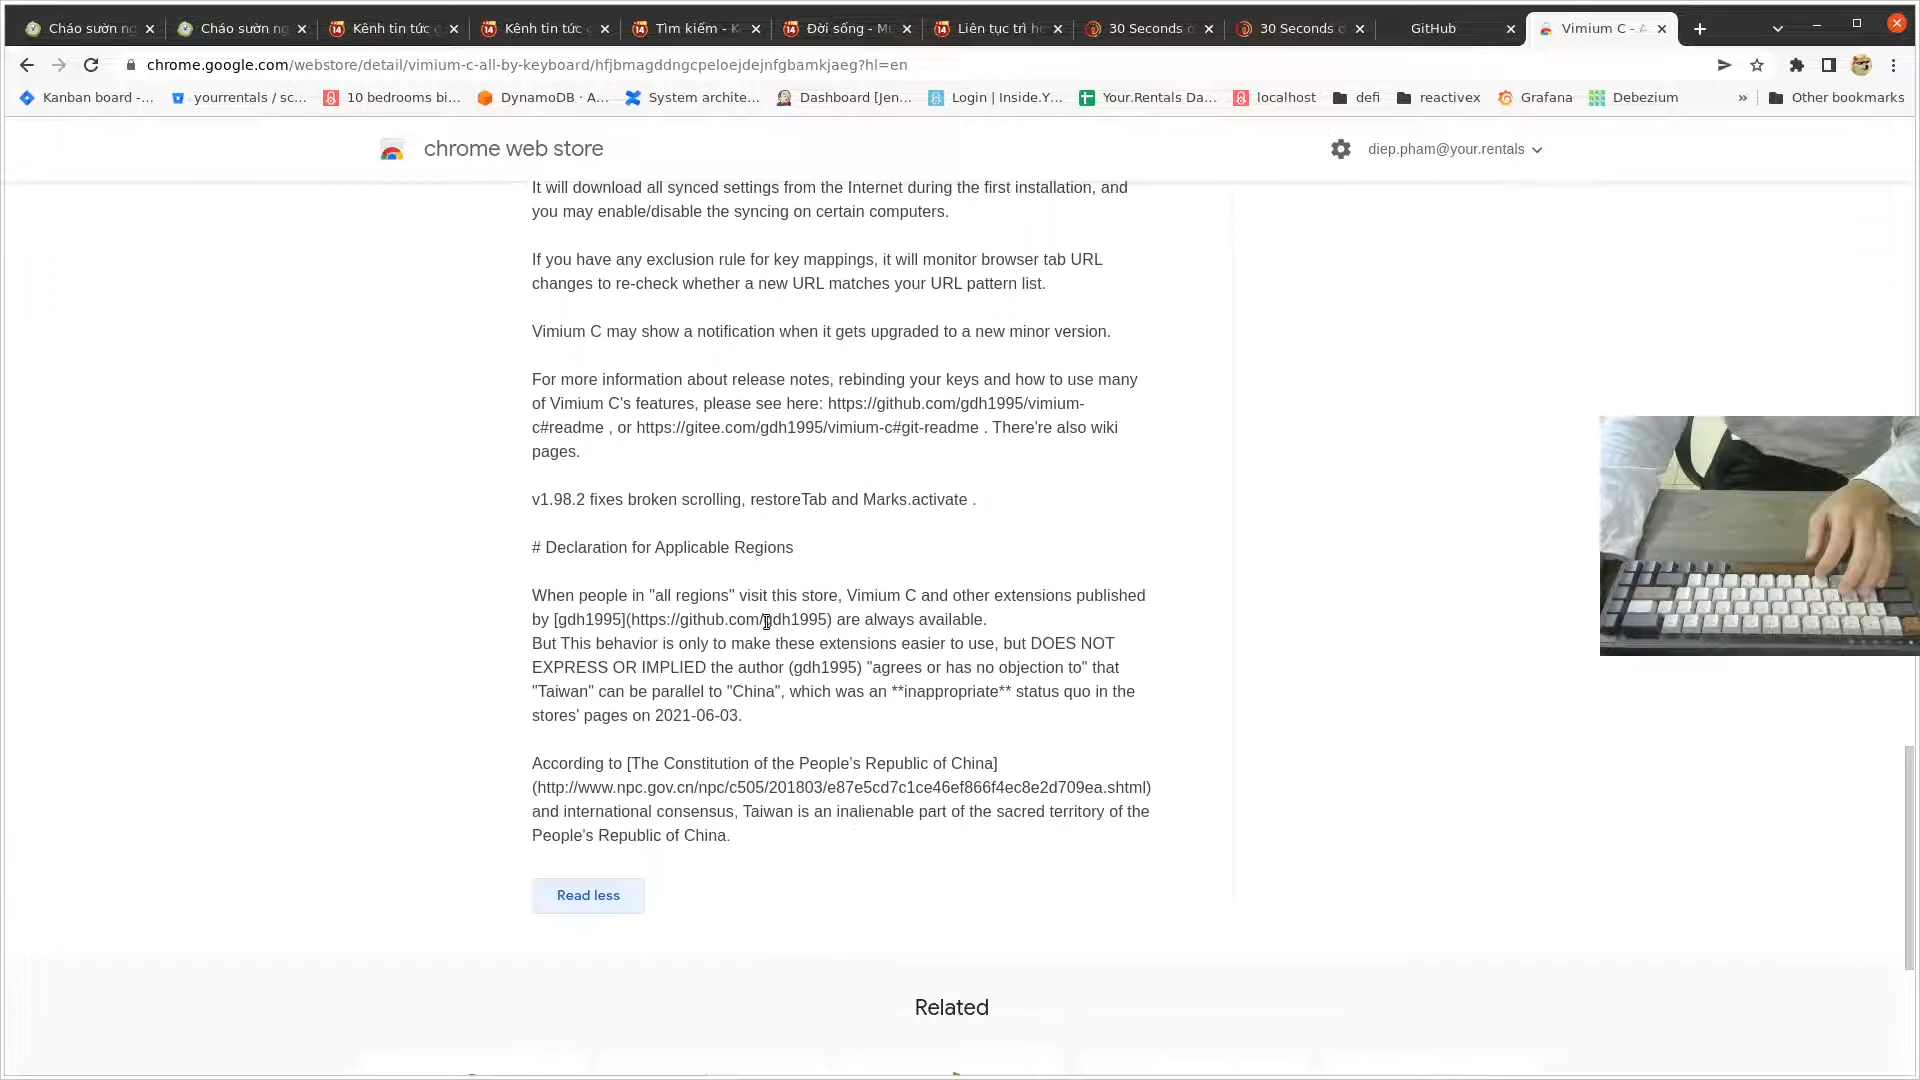 Cháo sườn ng
Cháo sườn ng
Kênh tin tức
Kênh tin tức
Tìm kiếm - K
Đời sống - M
Liên tục trì h
30 Seconds o
30 Seconds o
GitHub
Vimium C - A
chrome.google.com/webstore/detail/vimium-c-all-by-keyboard/hfjbmagddngcpeloejdejnfgbamkjaeg?hl=en
Kanban board -...
yourrentals / sc...
10 bedrooms bi...
DynamoDB · A...
System archite...
Dashboard [Jen...
Login | Inside.Y...
Your.Rentals Da...
localhost
defi
reactivex
Grafana
Debezium
»
Other bookmarks
chrome web store
diep.pham@your.rentals
It will download all synced settings from the Internet during the first installation, and
you may enable/disable the syncing on certain computers.
If you have any exclusion rule for key mappings, it will monitor browser tab URL
changes to re-check whether a new URL matches your URL pattern list.
Vimium C may show a notification when it gets upgraded to a new minor version.
For more information about release notes, rebinding your keys and how to use many
of Vimium C's features, please see here: https://github.com/gdh1995/vimium-
c#readme , or https://gitee.com/gdh1995/vimium-c#git-readme . There're also wiki
pages.
v1.98.2 fixes broken scrolling, restoreTab and Marks.activate .
# Declaration for Applicable Regions
When people in "all regions" visit this store, Vimium C and other extensions published
by [gdh1995](https://github.com/gdh1995) are always available.
But This behavior is only to make these extensions easier to use, but DOES NOT
EXPRESS OR IMPLIED the author (gdh1995) "agrees or has no objection to" that
"Taiwan" can be parallel to "China", which was an **inappropriate** status quo in the
stores' pages on 2021-06-03.
According to [The Constitution of the People's Republic of China]
(http://www.npc.gov.cn/npc/c505/201803/e87e5cd7c1ce46ef866f4ec8e2d709ea.shtml)
and international consensus, Taiwan is an inalienable part of the sacred territory of the
People's Republic of China.
Read less
Related